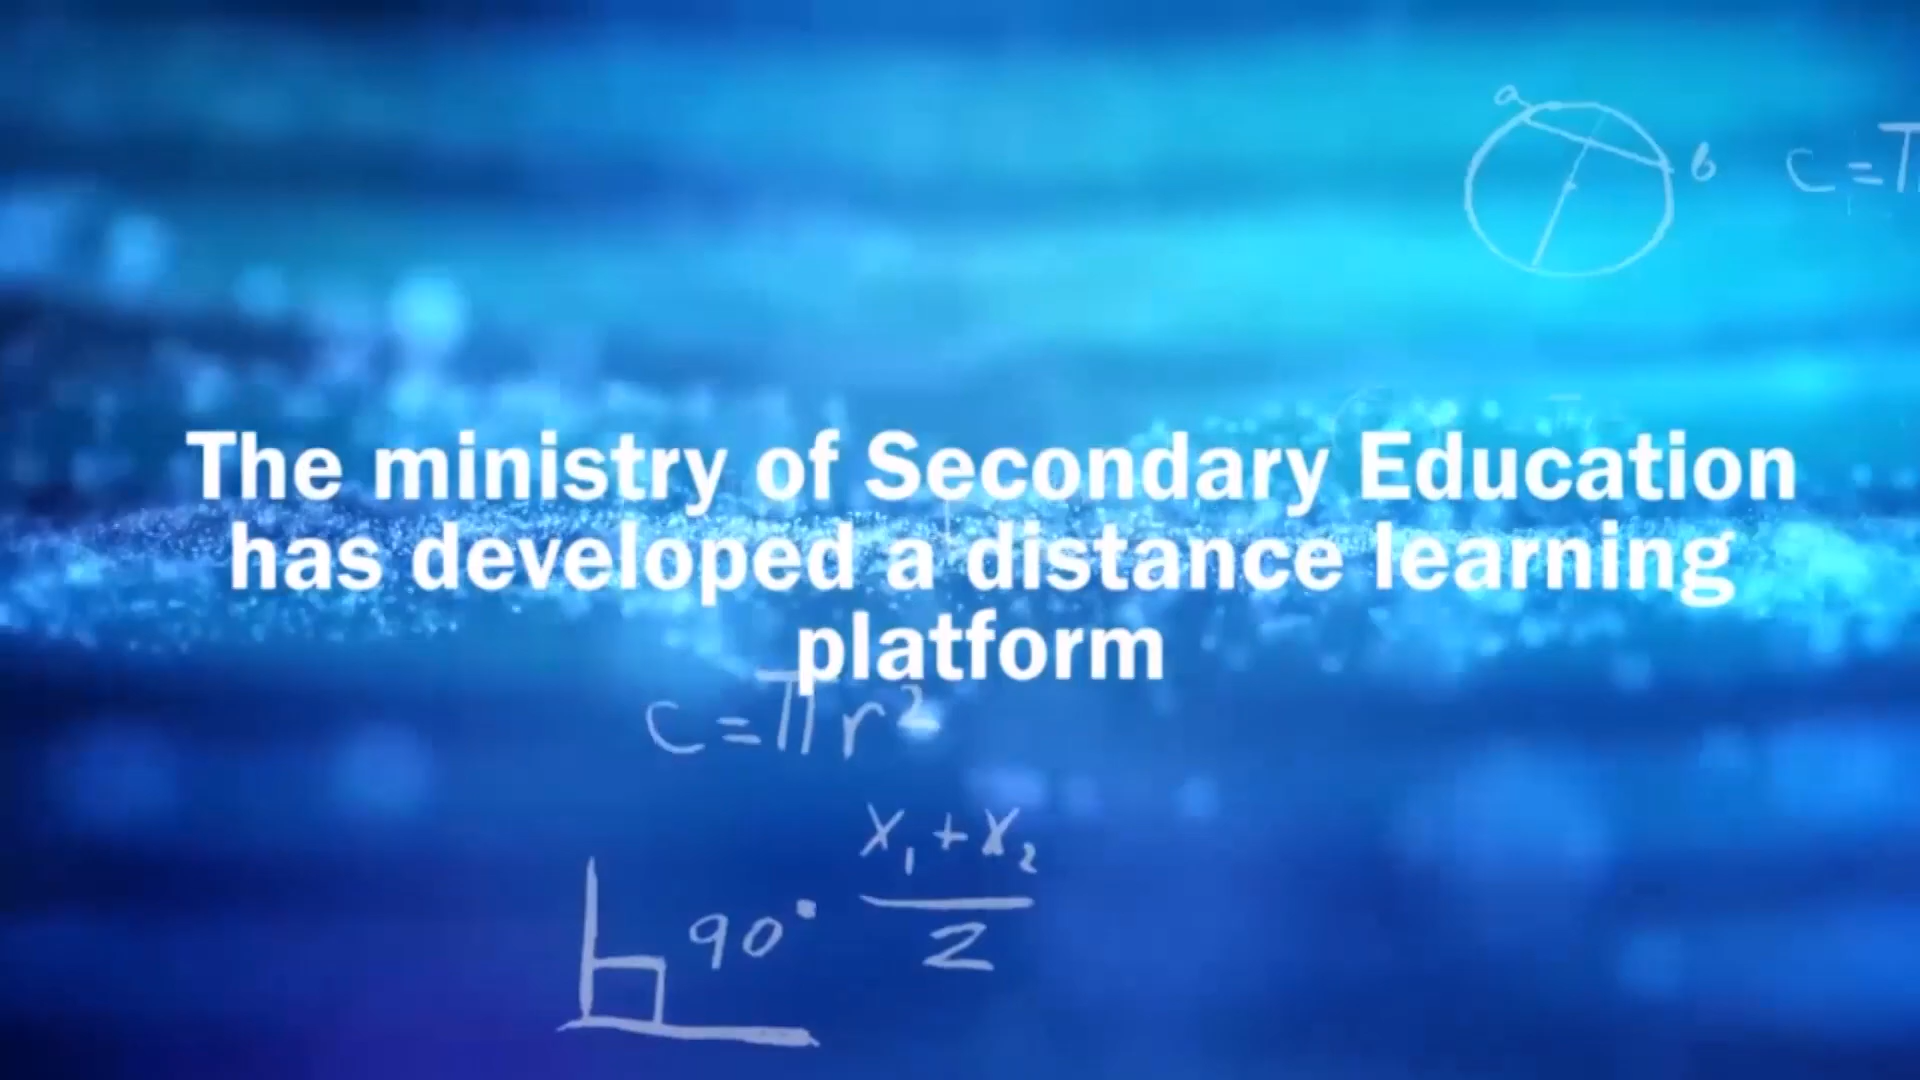 a
b c=π
The ministry of Secondary Education
has developed a distance learning
platform
c=πr²
x₁+x₂
90°
2